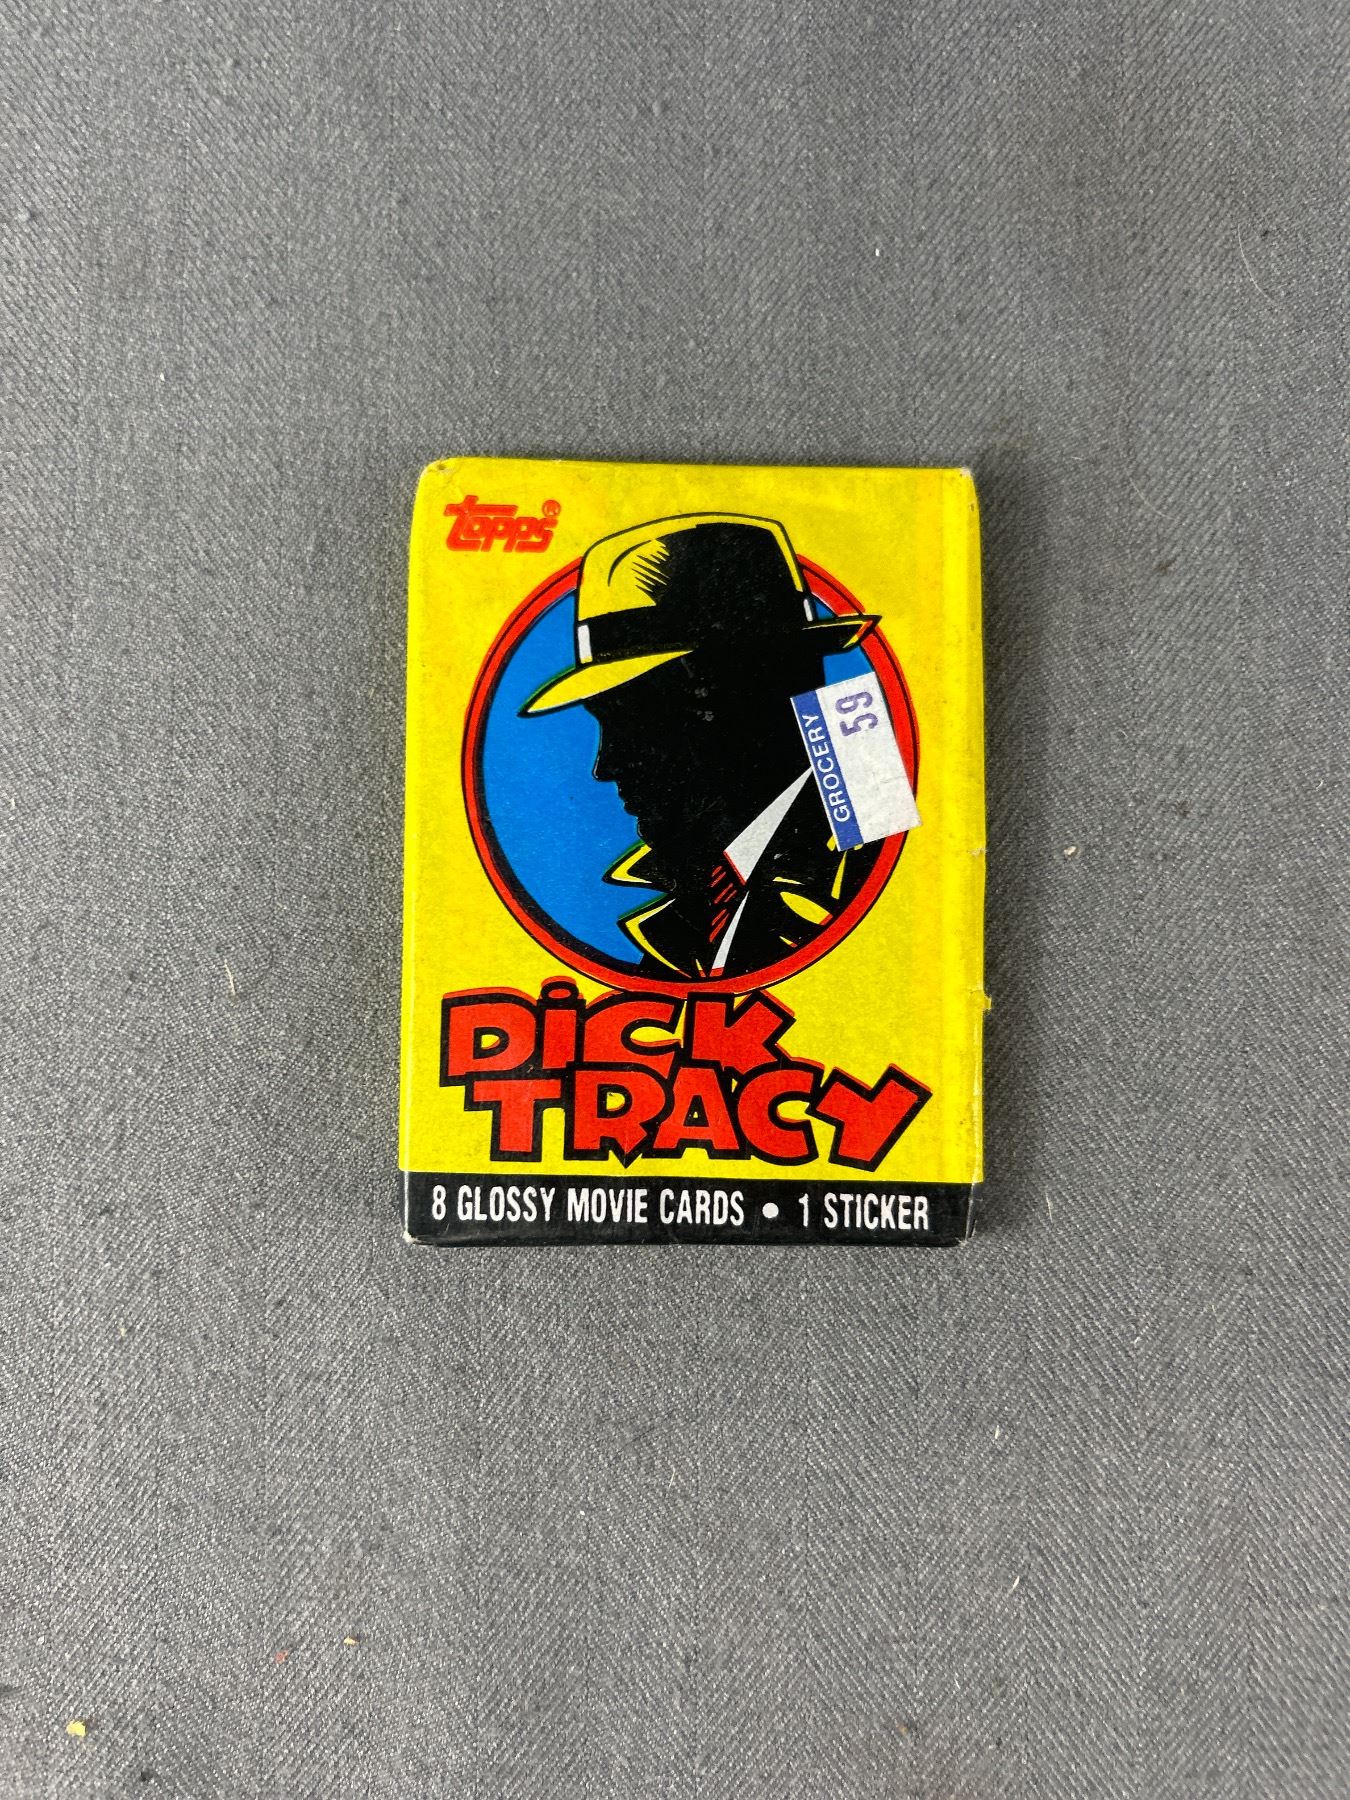 topps®
GROCERY
59
DiCK
TRACY
8 GLOSSY MOVIE CARDS • 1 STICKER